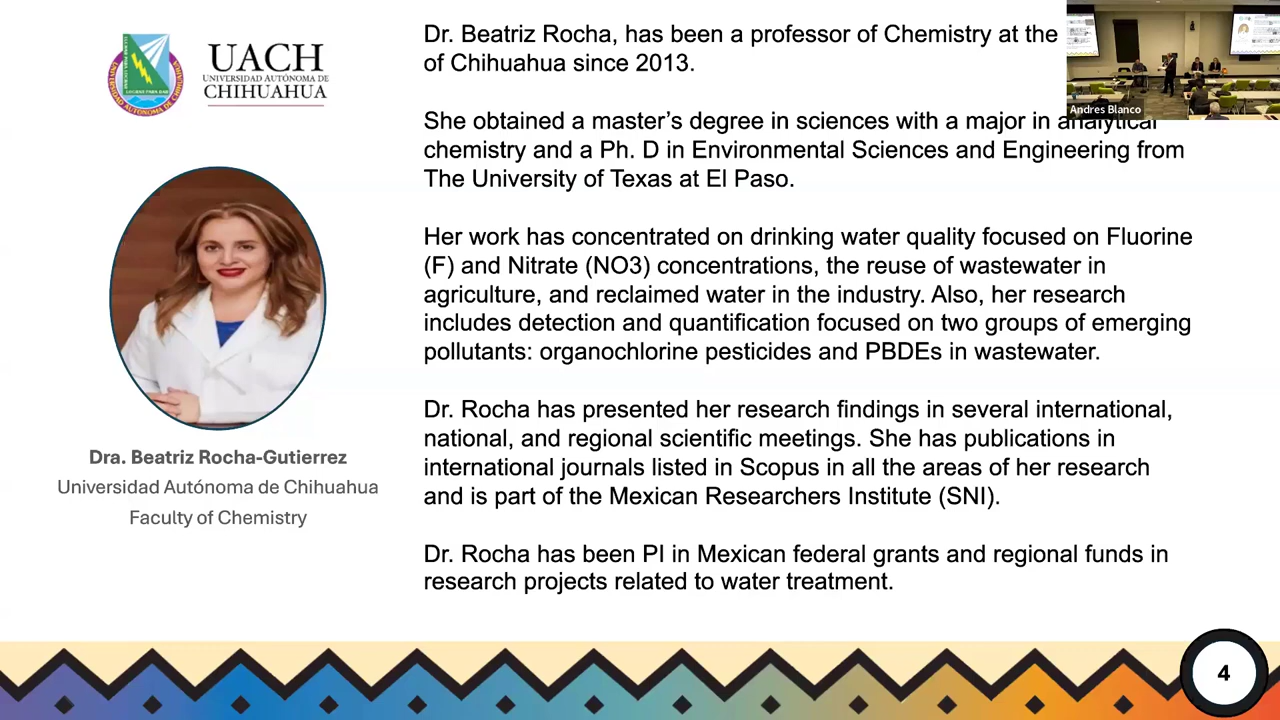 UACH
UNIVERSIDAD AUTÓNOMA DE
CHIHUAHUA
Dra. Beatriz Rocha-Gutierrez
Universidad Autónoma de Chihuahua
Faculty of Chemistry
Dr. Beatriz Rocha, has been a professor of Chemistry at the
of Chihuahua since 2013.
She obtained a master’s degree in sciences with a major in analytical
chemistry and a Ph. D in Environmental Sciences and Engineering from
The University of Texas at El Paso.
Her work has concentrated on drinking water quality focused on Fluorine
(F) and Nitrate (NO3) concentrations, the reuse of wastewater in
agriculture, and reclaimed water in the industry. Also, her research
includes detection and quantification focused on two groups of emerging
pollutants: organochlorine pesticides and PBDEs in wastewater.
Dr. Rocha has presented her research findings in several international,
national, and regional scientific meetings. She has publications in
international journals listed in Scopus in all the areas of her research
and is part of the Mexican Researchers Institute (SNI).
Dr. Rocha has been PI in Mexican federal grants and regional funds in
research projects related to water treatment.
Andres Blanco
4